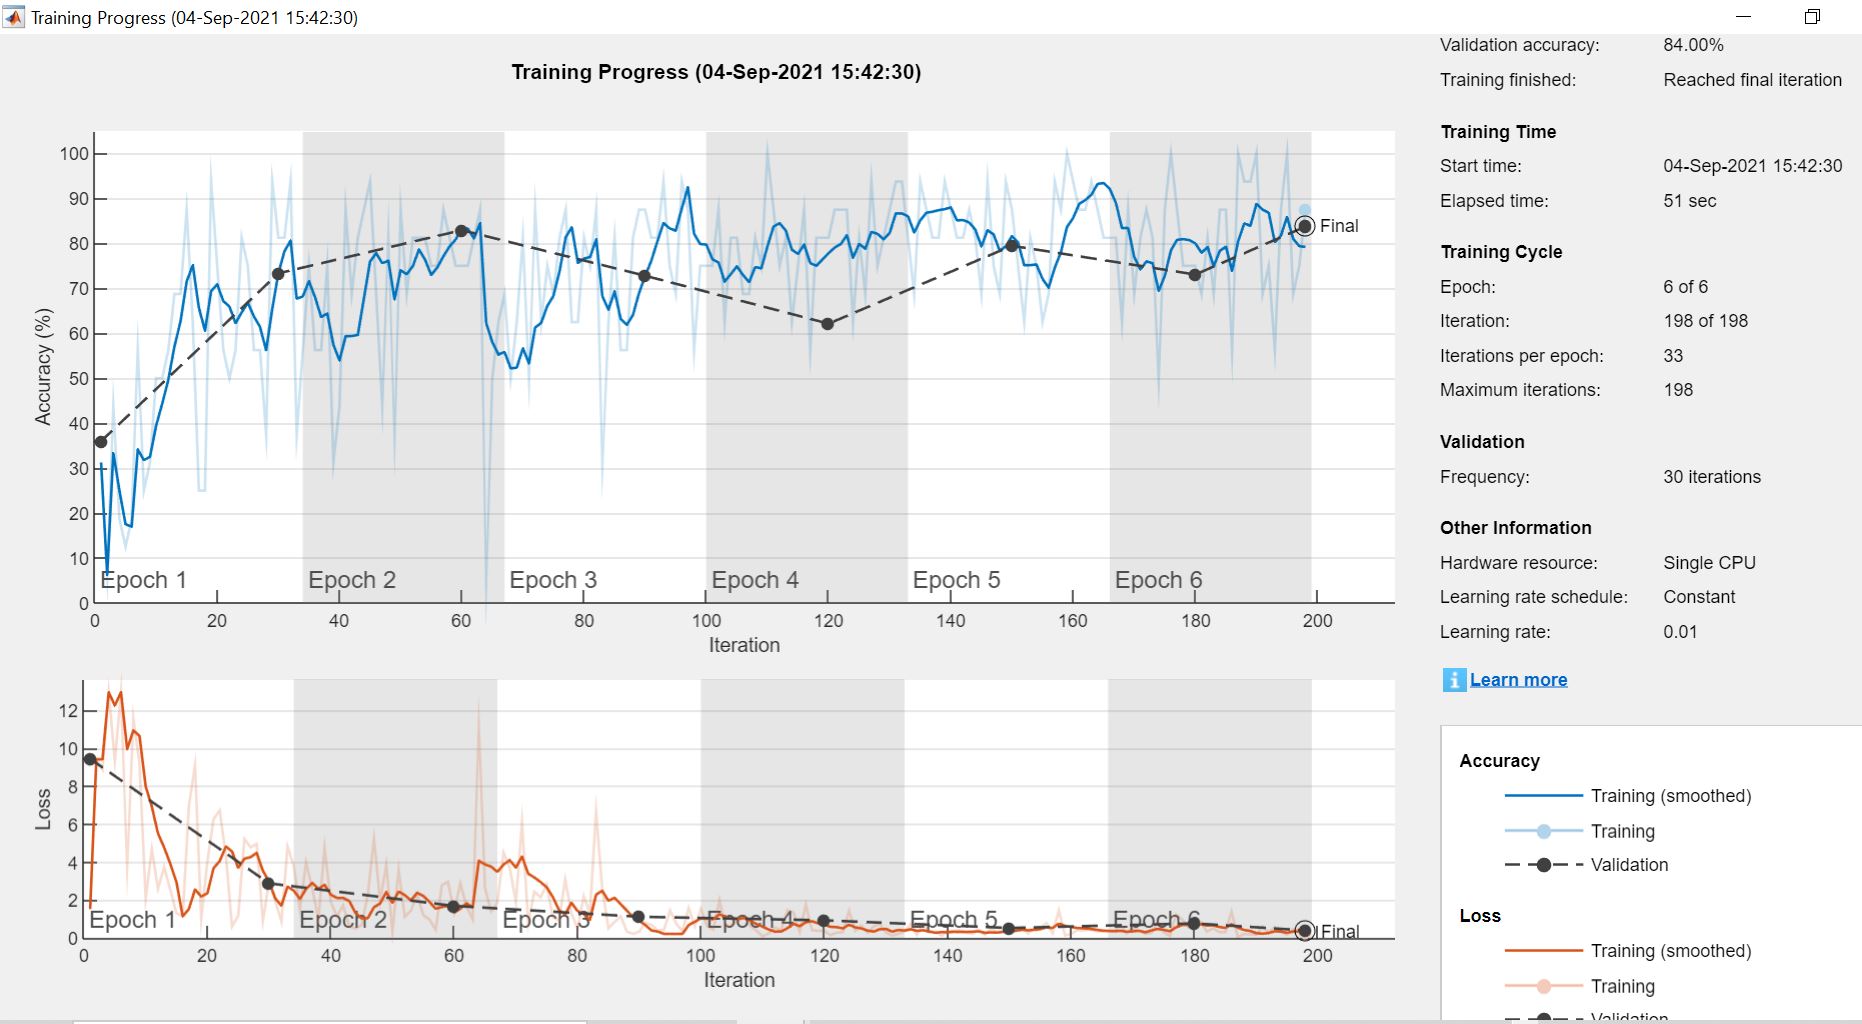 Training Progress (04-Sep-2021 15:42:30)
Training Progress (04-Sep-2021 15:42:30)
100
90
80
70
60
50
40
30
20
10
0
Accuracy (%)
Final
Epoch 1 Epoch 2 Epoch 3 Epoch 4 Epoch 5 Epoch 6
0 20 40 60 80 100 120 140 160 180 200
Iteration
12
10
8
6
4
2
0
Loss
Epoch 1 Epoch 2 Epoch 3 Epoch 4 Epoch 5 Epoch 6
Final
0 20 40 60 80 100 120 140 160 180 200
Iteration
Validation accuracy: 84.00%
Training finished: Reached final iteration
Training Time
Start time: 04-Sep-2021 15:42:30
Elapsed time: 51 sec
Training Cycle
Epoch: 6 of 6
Iteration: 198 of 198
Iterations per epoch: 33
Maximum iterations: 198
Validation
Frequency: 30 iterations
Other Information
Hardware resource: Single CPU
Learning rate schedule: Constant
Learning rate: 0.01
i Learn more
Accuracy
Training (smoothed)
Training
Validation
Loss
Training (smoothed)
Training
Validation